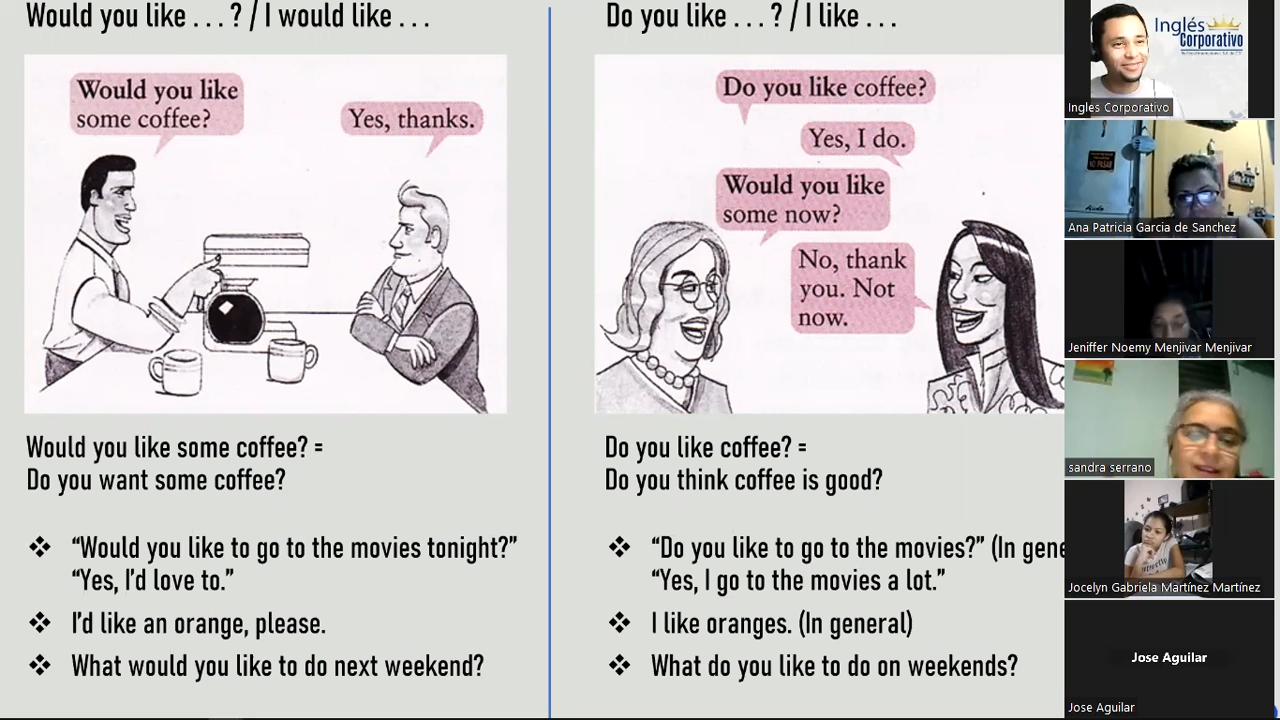 Would you like . . . ? / I would like . . .
Would you like
some coffee?
Yes, thanks.
Would you like some coffee? =
Do you want some coffee?
❖ “Would you like to go to the movies tonight?”
“Yes, I’d love to.”
❖ I’d like an orange, please.
❖ What would you like to do next weekend?
Do you like . . . ? / I like . . .
Do you like coffee?
Yes, I do.
Would you like
some now?
No, thank
you. Not
now.
Do you like coffee? =
Do you think coffee is good?
❖ “Do you like to go to the movies?” (In gene
“Yes, I go to the movies a lot.”
❖ I like oranges. (In general)
❖ What do you like to do on weekends?
Inglés
Corporativo
Ingles Corporativo
NO PASAR
Ana Patricia Garcia de Sanchez
Jeniffer Noemy Menjivar Menjivar
sandra serrano
Jocelyn Gabriela Martínez Martínez
Jose Aguilar
Jose Aguilar